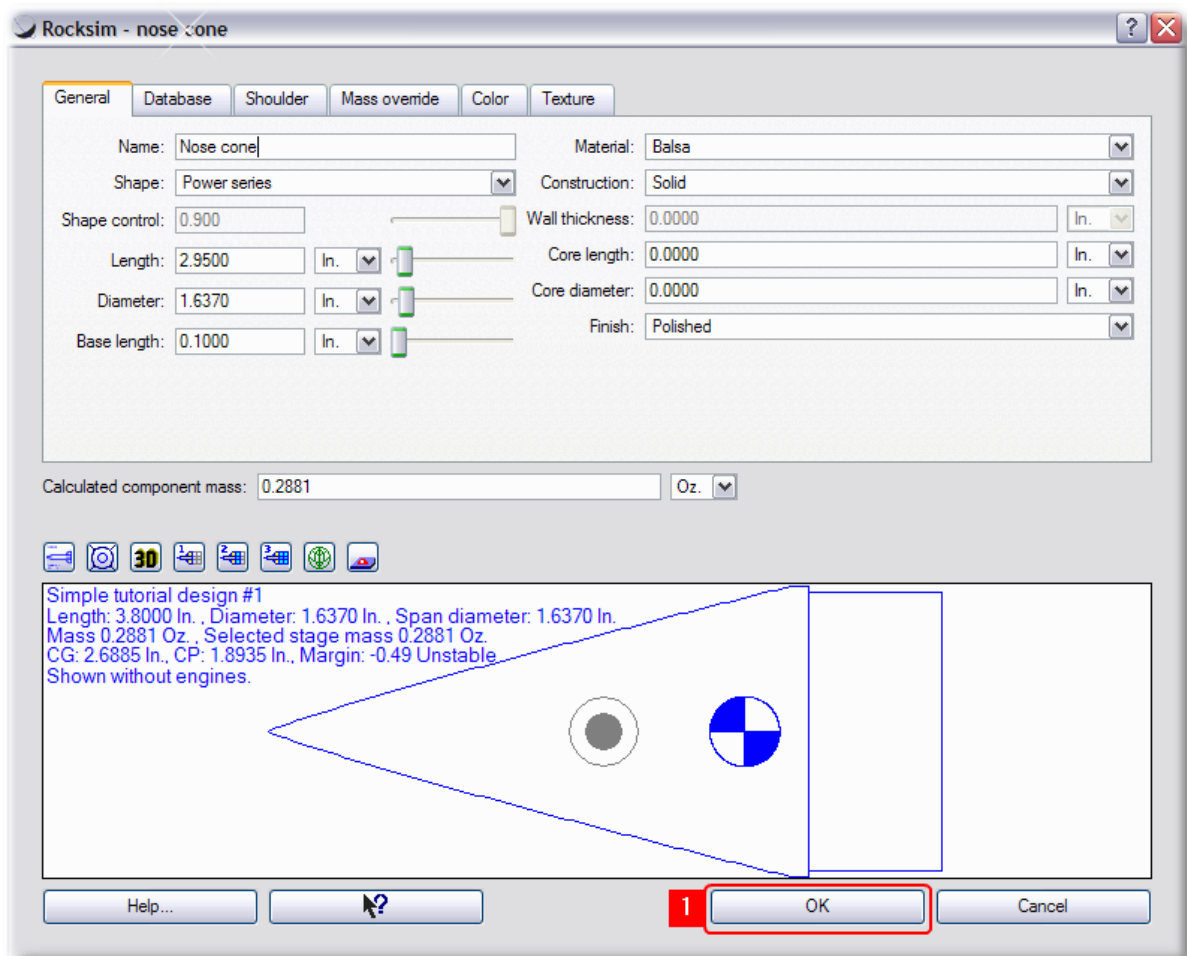 Rocksim - nose cone
General Database Shoulder Mass override Color Texture
Name: Nose cone
Shape: Power series
Shape control: 0.900
Length: 2.9500 In.
Diameter: 1.6370 In.
Base length: 0.1000 In.
Material: Balsa
Construction: Solid
Wall thickness: 0.0000 In.
Core length: 0.0000 In.
Core diameter: 0.0000 In.
Finish: Polished
Calculated component mass: 0.2881 Oz.
3D 1 2 3
Simple tutorial design #1
Length: 3.8000 In. , Diameter: 1.6370 In. , Span diameter: 1.6370 In.
Mass 0.2881 Oz. , Selected stage mass 0.2881 Oz.
CG: 2.6885 In., CP: 1.8935 In., Margin: -0.49 Unstable
Shown without engines.
Help... ? 1 OK Cancel